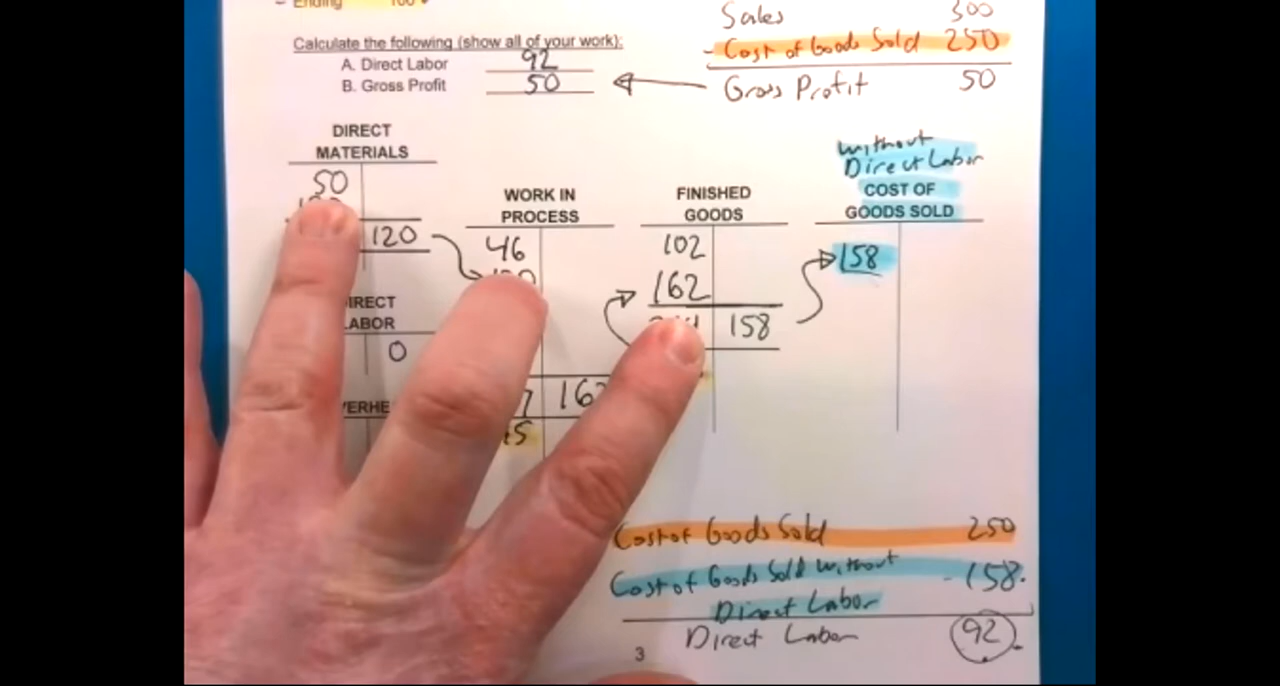 Ending
Sales 300
- Cost of Goods Sold 250
Gross Profit 50
Calculate the following (show all of your work):
A. Direct Labor 92
B. Gross Profit 50
DIRECT
MATERIALS
50
120
WORK IN
PROCESS
46
FINISHED
GOODS
102
162
158
without
Direct Labor
COST OF
GOODS SOLD
158
0
Cost of Goods Sold 250
Cost of Goods Sold without - 158.
Direct Labor
Direct Labor 92
3